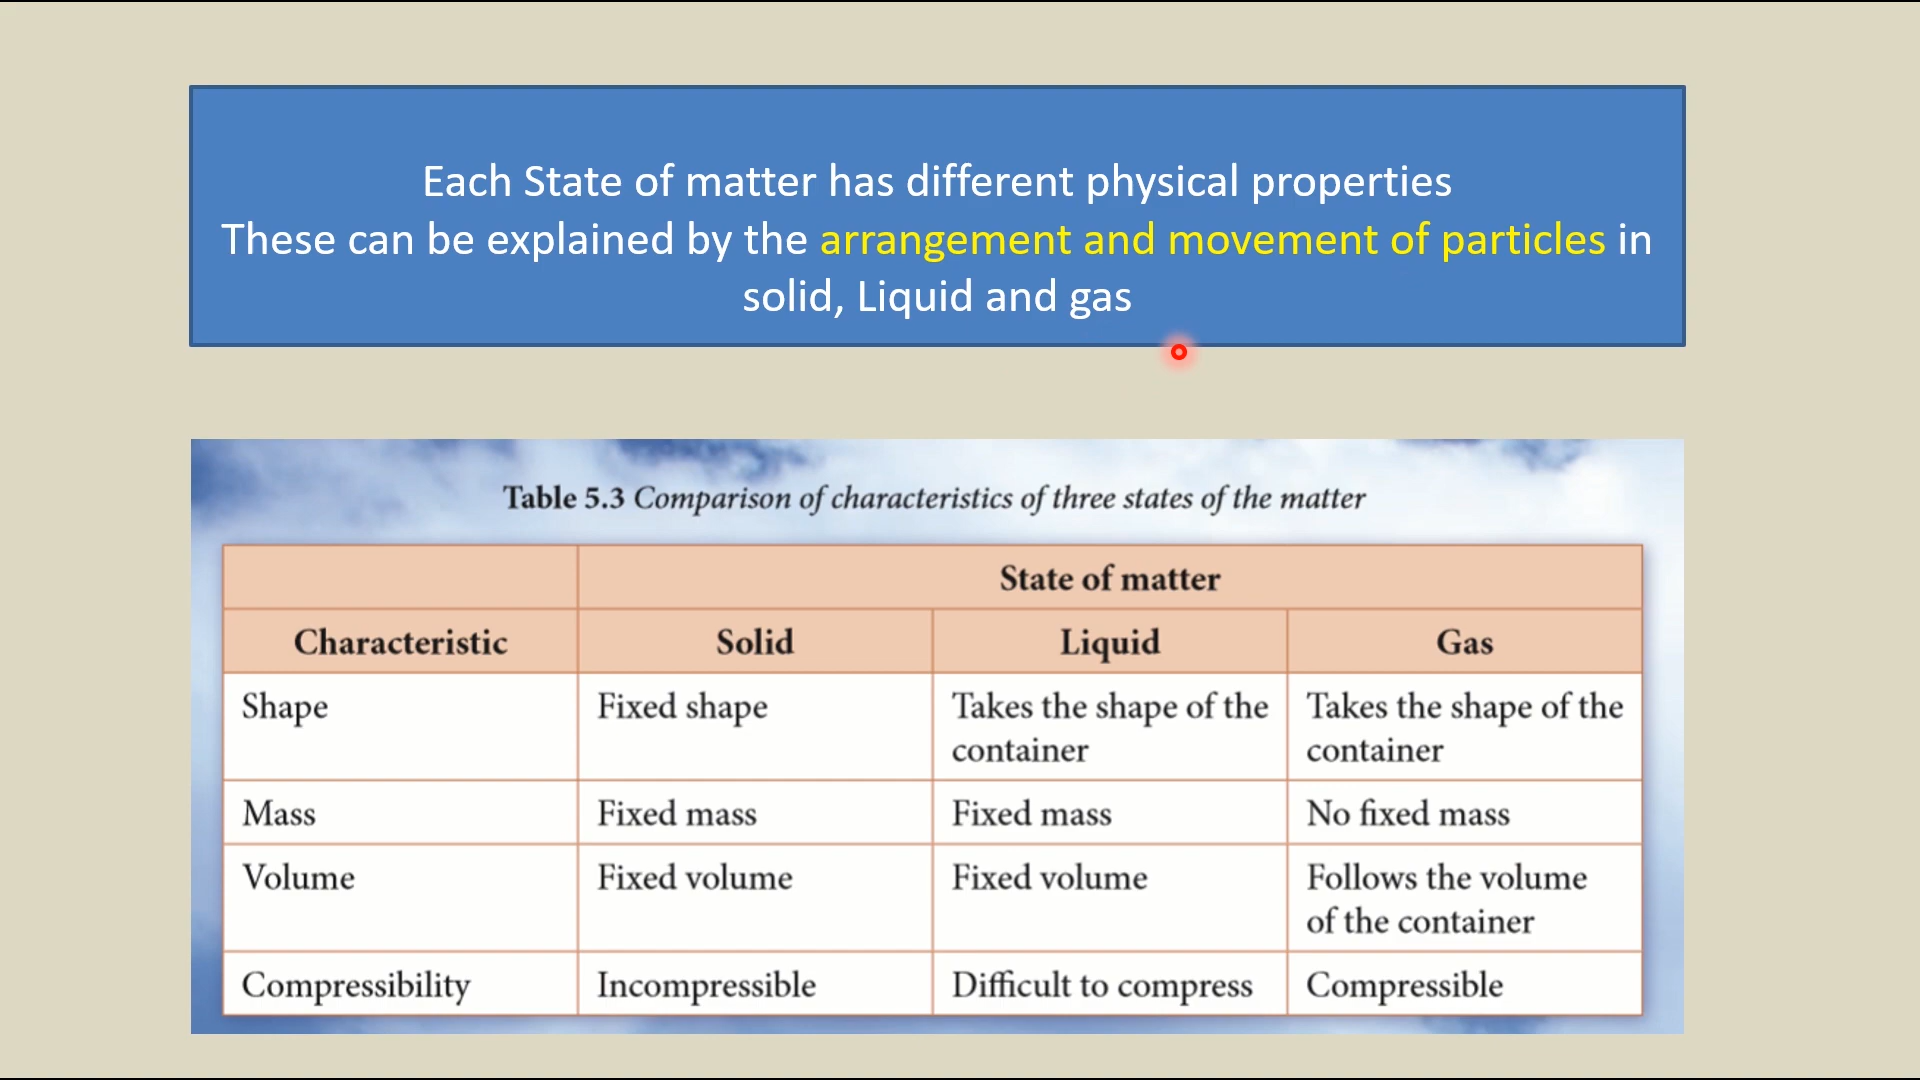 Each State of matter has different physical properties
These can be explained by the arrangement and movement of particles in
solid, Liquid and gas
Table 5.3 Comparison of characteristics of three states of the matter
State of matter
Characteristic Solid Liquid Gas
Shape Fixed shape Takes the shape of the container Takes the shape of the container
Mass Fixed mass Fixed mass No fixed mass
Volume Fixed volume Fixed volume Follows the volume of the container
Compressibility Incompressible Difficult to compress Compressible